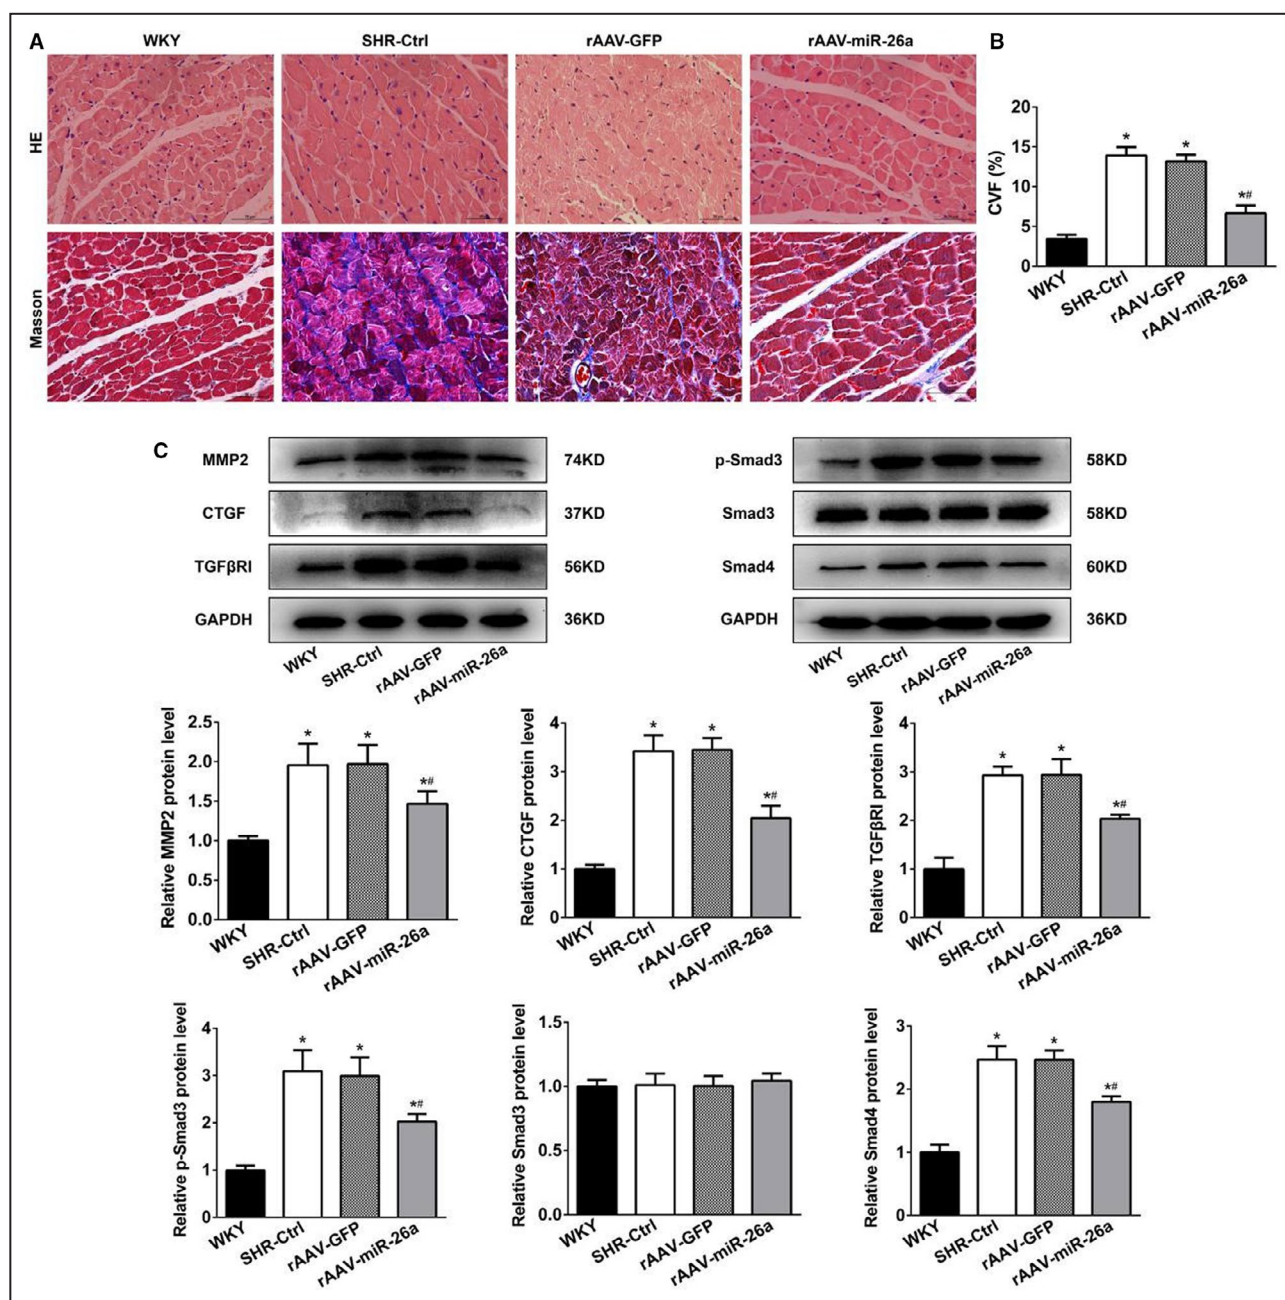 A
WKY
SHR-Ctrl
rAAV-GFP
rAAV-miR-26a
HE
Masson
B
CVF (%)
20
15
10
5
0
*
*
*#
WKY
SHR-Ctrl
rAAV-GFP
rAAV-miR-26a
C
MMP2
74KD
CTGF
37KD
TGFβRI
56KD
GAPDH
36KD
WKY
SHR-Ctrl
rAAV-GFP
rAAV-miR-26a
p-Smad3
58KD
Smad3
58KD
Smad4
60KD
GAPDH
36KD
WKY
SHR-Ctrl
rAAV-GFP
rAAV-miR-26a
Relative MMP2 protein level
2.5
2.0
1.5
1.0
0.5
0.0
*
*
*#
WKY
SHR-Ctrl
rAAV-GFP
rAAV-miR-26a
Relative CTGF protein level
4
3
2
1
0
*
*
*#
WKY
SHR-Ctrl
rAAV-GFP
rAAV-miR-26a
Relative TGFβRI protein level
4
3
2
1
0
*
*
*#
WKY
SHR-Ctrl
rAAV-GFP
rAAV-miR-26a
Relative p-Smad3 protein level
4
3
2
1
0
*
*
*#
WKY
SHR-Ctrl
rAAV-GFP
rAAV-miR-26a
Relative Smad3 protein level
1.5
1.0
0.5
0.0
WKY
SHR-Ctrl
rAAV-GFP
rAAV-miR-26a
Relative Smad4 protein level
3
2
1
0
*
*
*#
WKY
SHR-Ctrl
rAAV-GFP
rAAV-miR-26a